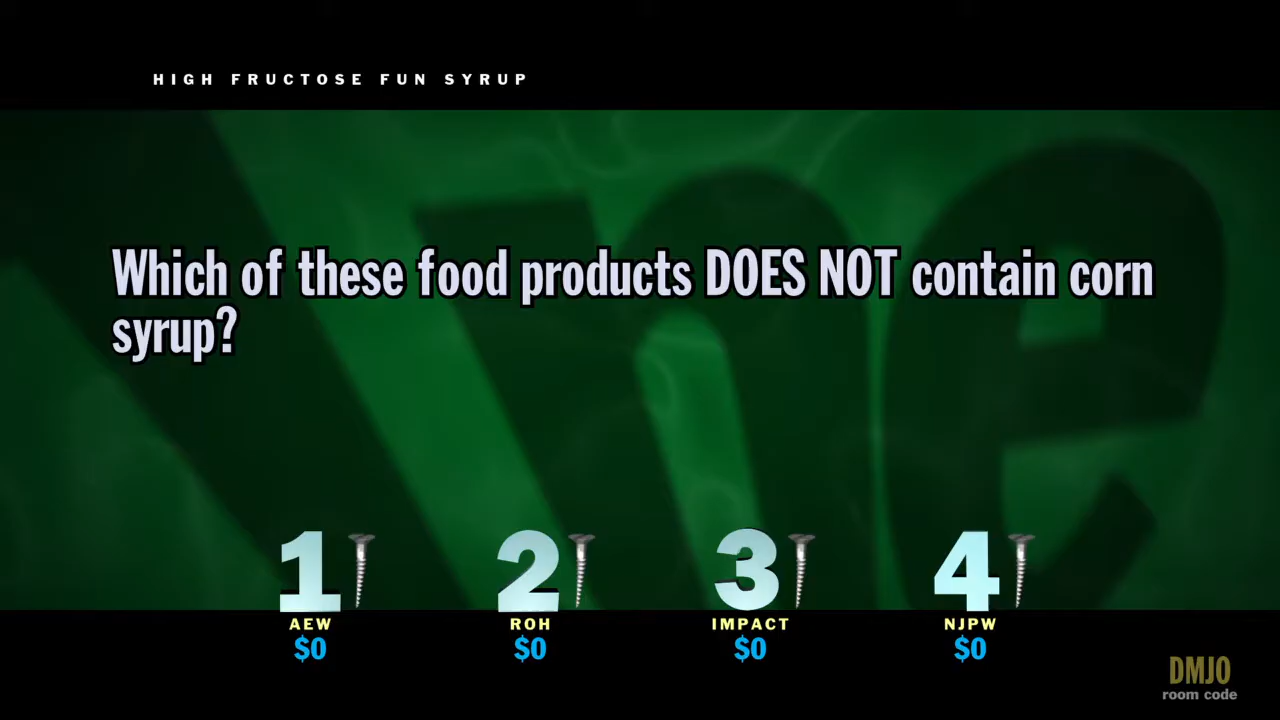 HIGH FRUCTOSE FUN SYRUP
Which of these food products DOES NOT contain corn
syrup?
1 2 3 4
AEW ROH IMPACT NJPW
$0 $0 $0 $0
DMJO
room code